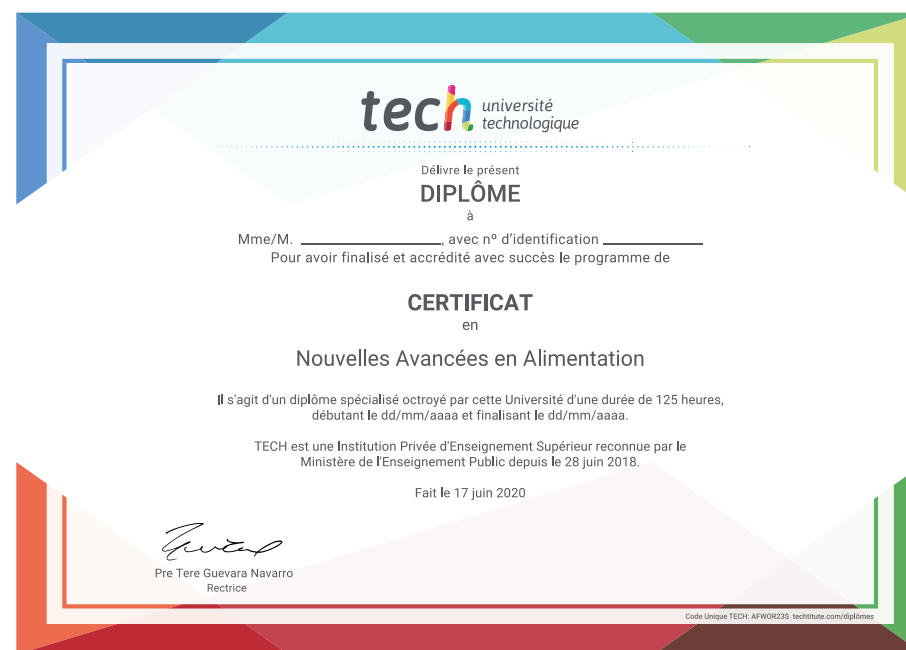 tech université
technologique
Délivre le présent
DIPLÔME
à
Mme/M. ____________________, avec nº d'identification ______________
Pour avoir finalisé et accrédité avec succès le programme de
CERTIFICAT
en
Nouvelles Avancées en Alimentation
Il s'agit d'un diplôme spécialisé octroyé par cette Université d'une durée de 125 heures,
débutant le dd/mm/aaaa et finalisant le dd/mm/aaaa.
TECH est une Institution Privée d'Enseignement Supérieur reconnue par le
Ministère de l'Enseignement Public depuis le 28 juin 2018.
Fait le 17 juin 2020
Pre Tere Guevara Navarro
Rectrice
Code Unique TECH: AFWOR23S techtitute.com/diplômes